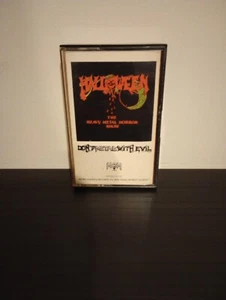 HALLOWEEN
THE
HEAVY METAL HORROR
SHOW
DON'T METAL WITH EVIL